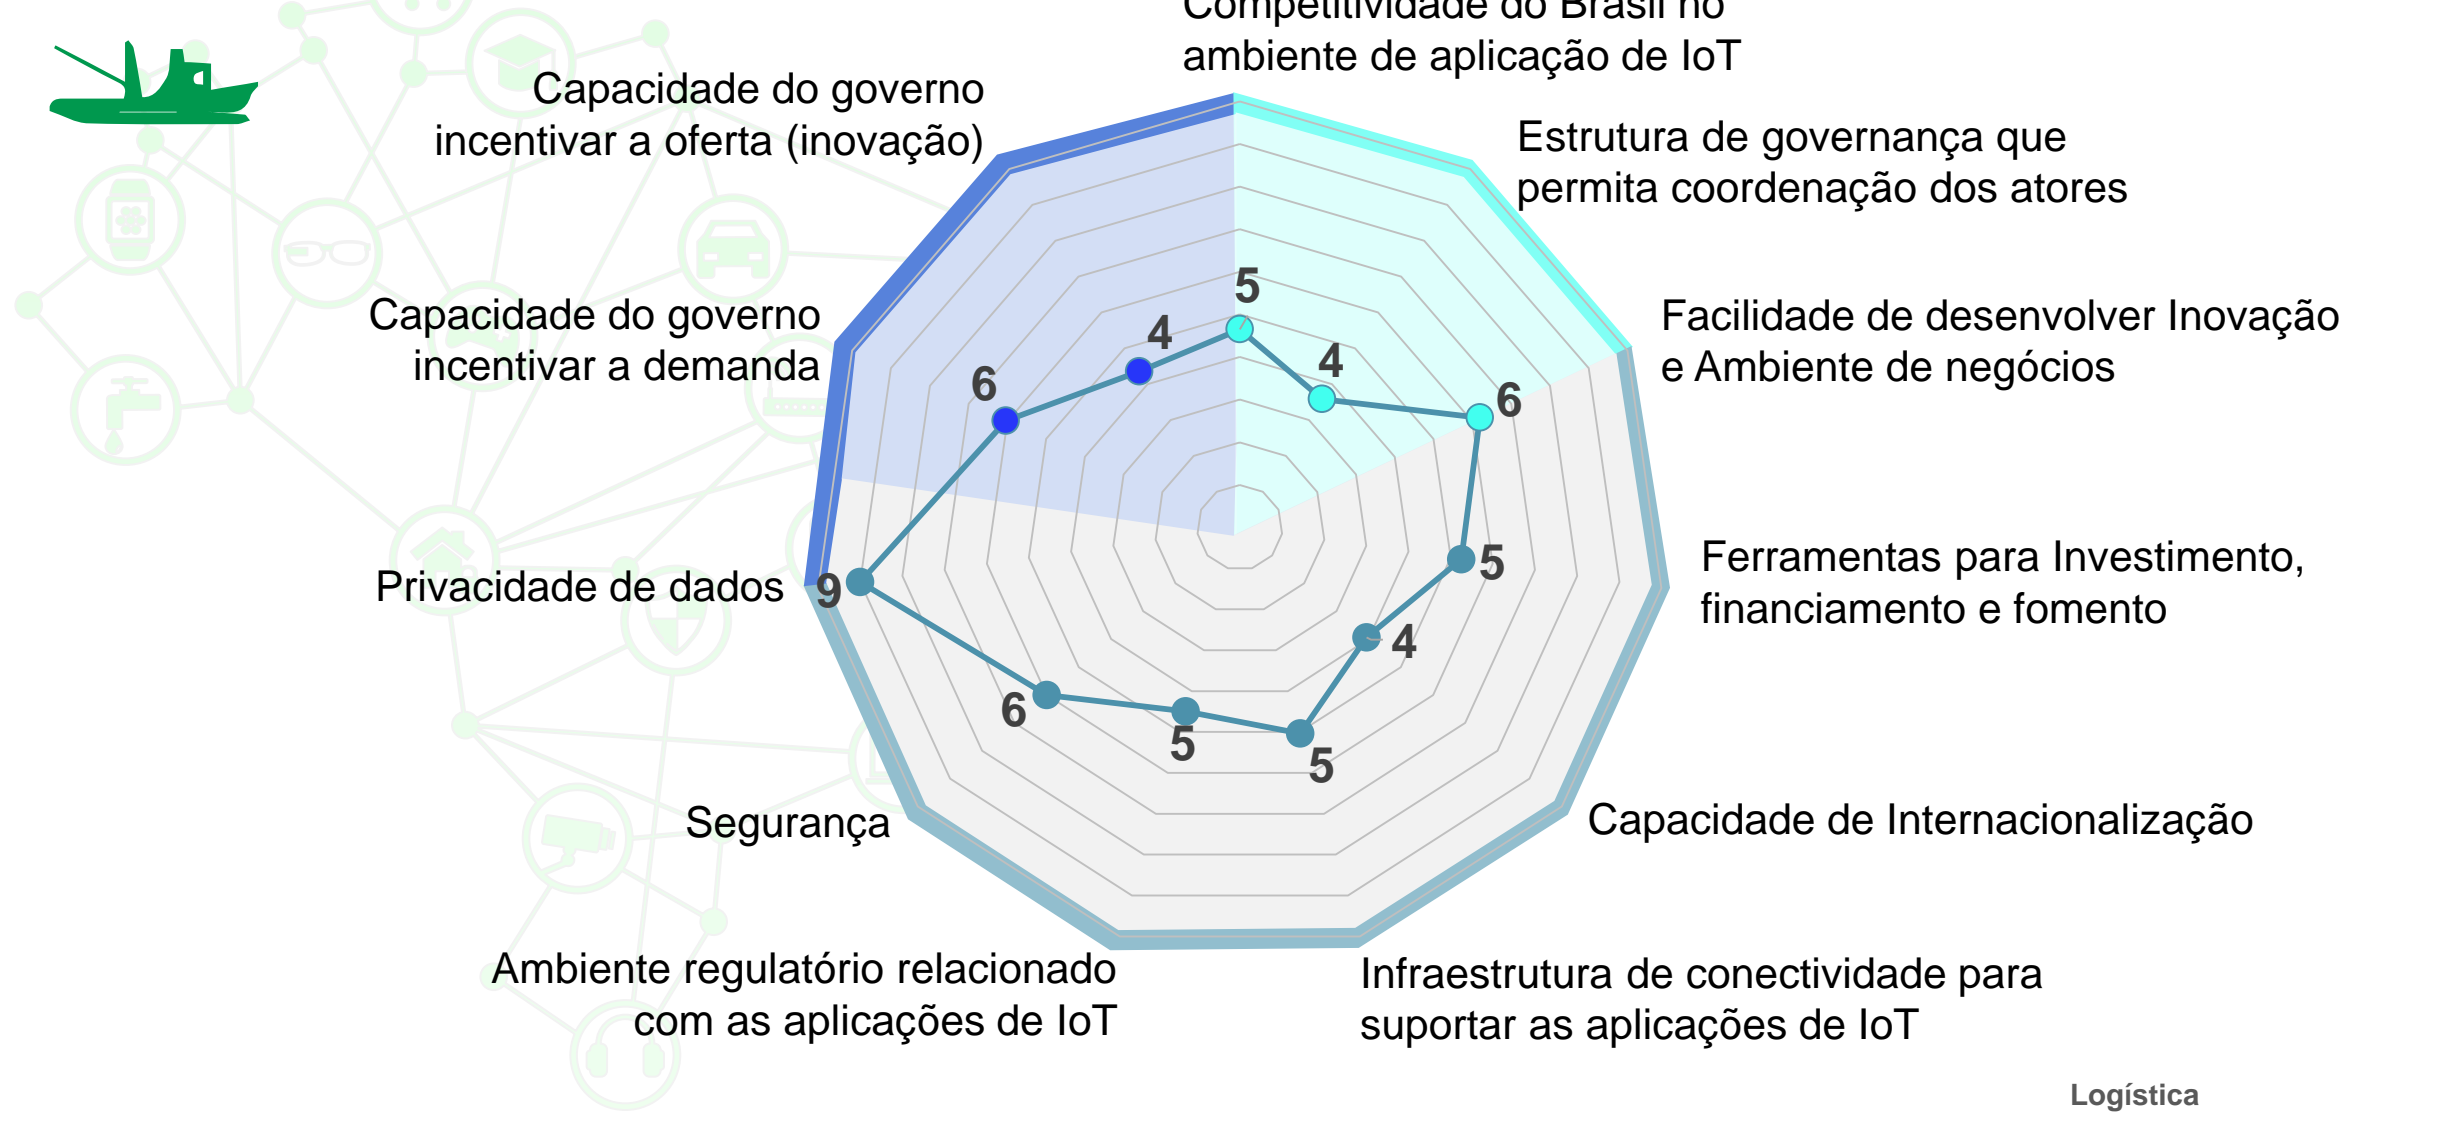 Competitividade do Brasil no
ambiente de aplicação de IoT
Capacidade do governo
incentivar a oferta (inovação)
Estrutura de governança que
permita coordenação dos atores
Capacidade do governo
incentivar a demanda
Facilidade de desenvolver Inovação
e Ambiente de negócios
5
4
4
6
6
Privacidade de dados
9
5
Ferramentas para Investimento,
financiamento e fomento
4
6
5
5
Segurança
Capacidade de Internacionalização
Ambiente regulatório relacionado
com as aplicações de IoT
Infraestrutura de conectividade para
suportar as aplicações de IoT
Logística